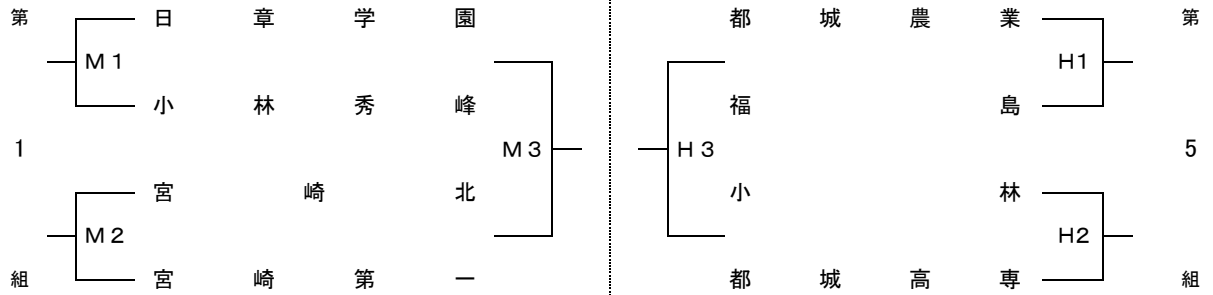 第 日章学園 都城農業 第
M1 H1
小林秀峰 福島
1 M3 H3 5
宮崎北 小林
M2 H2
組 宮崎第一 都城高専 組